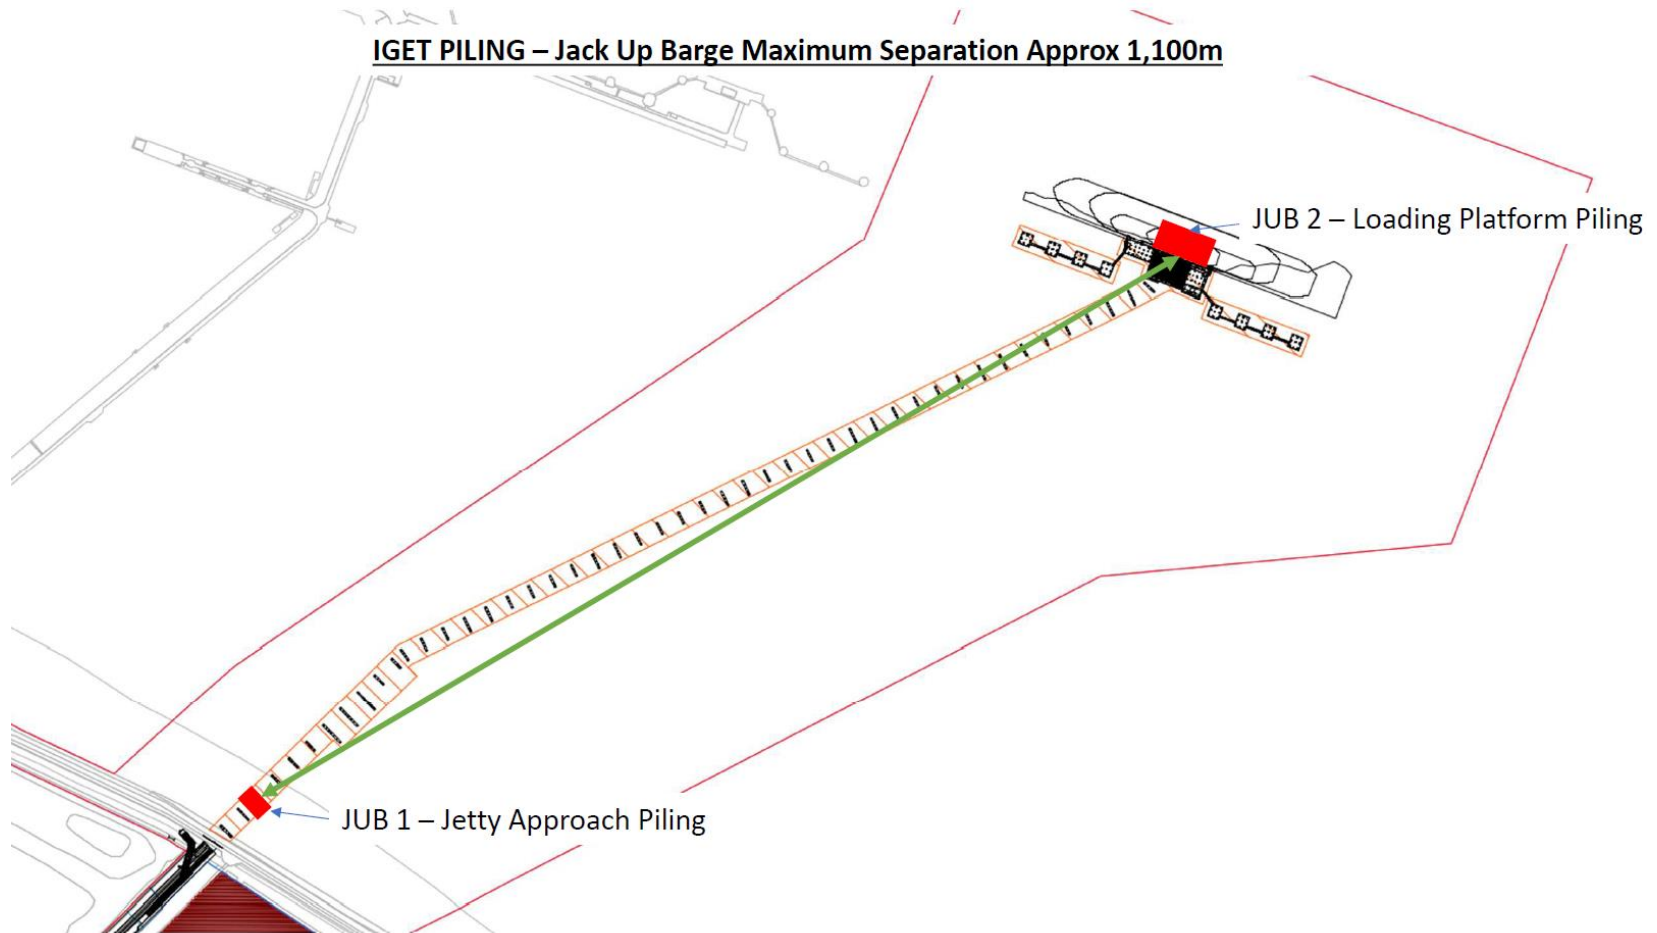 IGET PILING – Jack Up Barge Maximum Separation Approx 1,100m
JUB 2 – Loading Platform Piling
JUB 1 – Jetty Approach Piling